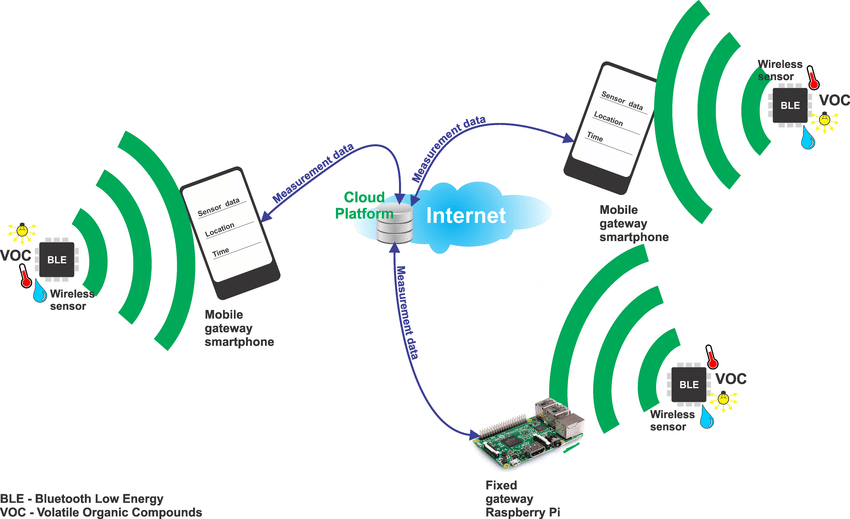 Wireless
sensor
BLE
VOC
Sensor data
Location
Time
Mobile
gateway
smartphone
Measurement data
Measurement data
Cloud
Platform
Internet
Sensor data
Location
Time
VOC
BLE
Wireless
sensor
Mobile
gateway
smartphone
Measurement data
BLE
VOC
Wireless
sensor
Fixed
gateway
Raspberry Pi
BLE - Bluetooth Low Energy
VOC - Volatile Organic Compounds